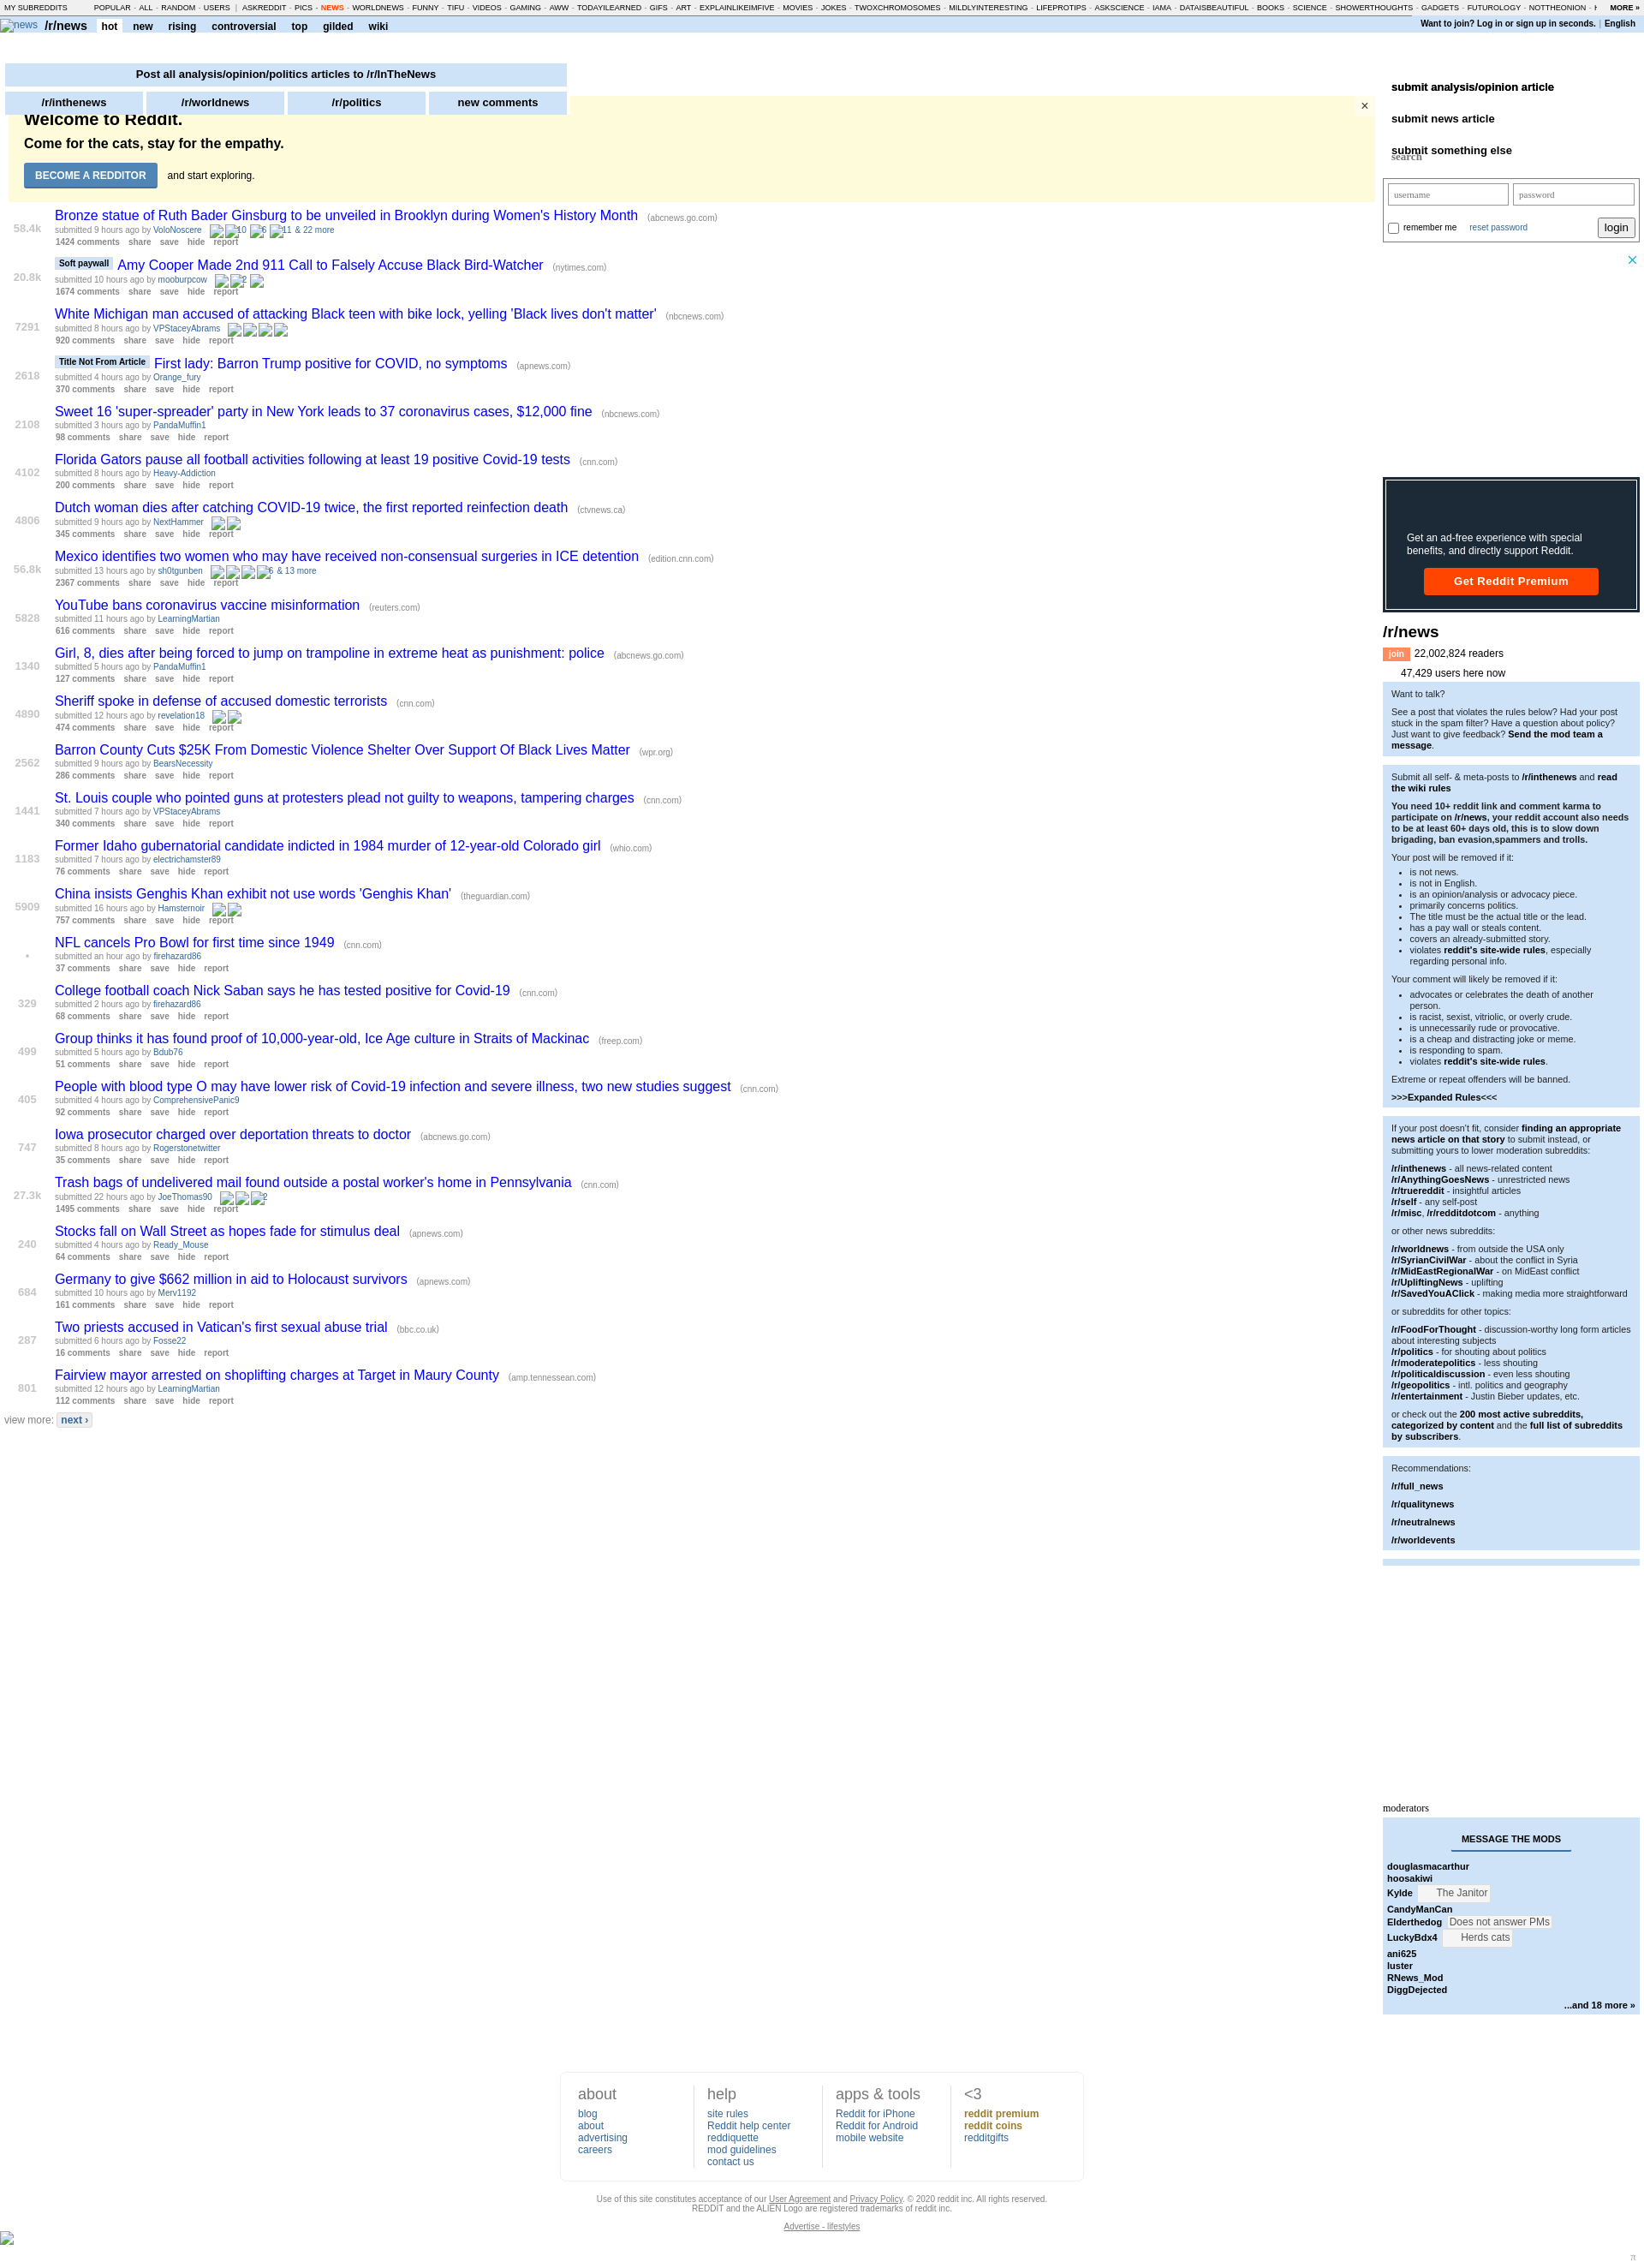 MY SUBREDDITS POPULAR - ALL - RANDOM - USERS | ASKREDDIT - PICS - NEWS - WORLDNEWS - FUNNY - TIFU - VIDEOS - GAMING - AWW - TODAYILEARNED - GIFS - ART - EXPLAINLIKEIMFIVE - MOVIES - JOKES - TWOXCHROMOSOMES - MILDLYINTERESTING - LIFEPROTIPS - ASKSCIENCE - IAMA - DATAISBEAUTIFUL - BOOKS - SCIENCE - SHOWERTHOUGHTS - GADGETS - FUTUROLOGY - NOTTHEONION - MORE »
news /r/news hot new rising controversial top gilded wiki
Want to join? Log in or sign up in seconds. | English
Post all analysis/opinion/politics articles to /r/InTheNews
/r/inthenews /r/worldnews /r/politics new comments
Welcome to Reddit.
Come for the cats, stay for the empathy.
BECOME A REDDITOR and start exploring.
×
58.4k
Bronze statue of Ruth Bader Ginsburg to be unveiled in Brooklyn during Women's History Month (abcnews.go.com)
submitted 9 hours ago by VoloNoscere 10 6 11 & 22 more
1424 comments share save hide report
20.8k
Soft paywall Amy Cooper Made 2nd 911 Call to Falsely Accuse Black Bird-Watcher (nytimes.com)
submitted 10 hours ago by mooburpcow 2
1674 comments share save hide report
7291
White Michigan man accused of attacking Black teen with bike lock, yelling 'Black lives don't matter' (nbcnews.com)
submitted 8 hours ago by VPStaceyAbrams
920 comments share save hide report
2618
Title Not From Article First lady: Barron Trump positive for COVID, no symptoms (apnews.com)
submitted 4 hours ago by Orange_fury
370 comments share save hide report
2108
Sweet 16 'super-spreader' party in New York leads to 37 coronavirus cases, $12,000 fine (nbcnews.com)
submitted 3 hours ago by PandaMuffin1
98 comments share save hide report
4102
Florida Gators pause all football activities following at least 19 positive Covid-19 tests (cnn.com)
submitted 8 hours ago by Heavy-Addiction
200 comments share save hide report
4806
Dutch woman dies after catching COVID-19 twice, the first reported reinfection death (ctvnews.ca)
submitted 9 hours ago by NextHammer
345 comments share save hide report
56.8k
Mexico identifies two women who may have received non-consensual surgeries in ICE detention (edition.cnn.com)
submitted 13 hours ago by sh0tgunben 6 & 13 more
2367 comments share save hide report
5828
YouTube bans coronavirus vaccine misinformation (reuters.com)
submitted 11 hours ago by LearningMartian
616 comments share save hide report
1340
Girl, 8, dies after being forced to jump on trampoline in extreme heat as punishment: police (abcnews.go.com)
submitted 5 hours ago by PandaMuffin1
127 comments share save hide report
4890
Sheriff spoke in defense of accused domestic terrorists (cnn.com)
submitted 12 hours ago by revelation18
474 comments share save hide report
2562
Barron County Cuts $25K From Domestic Violence Shelter Over Support Of Black Lives Matter (wpr.org)
submitted 9 hours ago by BearsNecessity
286 comments share save hide report
1441
St. Louis couple who pointed guns at protesters plead not guilty to weapons, tampering charges (cnn.com)
submitted 7 hours ago by VPStaceyAbrams
340 comments share save hide report
1183
Former Idaho gubernatorial candidate indicted in 1984 murder of 12-year-old Colorado girl (whio.com)
submitted 7 hours ago by electrichamster89
76 comments share save hide report
5909
China insists Genghis Khan exhibit not use words 'Genghis Khan' (theguardian.com)
submitted 16 hours ago by Hamsternoir
757 comments share save hide report
•
NFL cancels Pro Bowl for first time since 1949 (cnn.com)
submitted an hour ago by firehazard86
37 comments share save hide report
329
College football coach Nick Saban says he has tested positive for Covid-19 (cnn.com)
submitted 2 hours ago by firehazard86
68 comments share save hide report
499
Group thinks it has found proof of 10,000-year-old, Ice Age culture in Straits of Mackinac (freep.com)
submitted 5 hours ago by Bdub76
51 comments share save hide report
405
People with blood type O may have lower risk of Covid-19 infection and severe illness, two new studies suggest (cnn.com)
submitted 4 hours ago by ComprehensivePanic9
92 comments share save hide report
747
Iowa prosecutor charged over deportation threats to doctor (abcnews.go.com)
submitted 8 hours ago by Rogerstonetwitter
35 comments share save hide report
27.3k
Trash bags of undelivered mail found outside a postal worker's home in Pennsylvania (cnn.com)
submitted 22 hours ago by JoeThomas90 2
1495 comments share save hide report
240
Stocks fall on Wall Street as hopes fade for stimulus deal (apnews.com)
submitted 4 hours ago by Ready_Mouse
64 comments share save hide report
684
Germany to give $662 million in aid to Holocaust survivors (apnews.com)
submitted 10 hours ago by Merv1192
161 comments share save hide report
287
Two priests accused in Vatican's first sexual abuse trial (bbc.co.uk)
submitted 6 hours ago by Fosse22
16 comments share save hide report
801
Fairview mayor arrested on shoplifting charges at Target in Maury County (amp.tennessean.com)
submitted 12 hours ago by LearningMartian
112 comments share save hide report
view more: next ›
submit analysis/opinion article
submit news article
submit something else
search
username password
remember me reset password login
Get an ad-free experience with special
benefits, and directly support Reddit.
Get Reddit Premium
/r/news
join 22,002,824 readers
47,429 users here now
Want to talk?
See a post that violates the rules below? Had your post
stuck in the spam filter? Have a question about policy?
Just want to give feedback? Send the mod team a
message.
Submit all self- & meta-posts to /r/inthenews and read
the wiki rules
You need 10+ reddit link and comment karma to
participate on /r/news, your reddit account also needs
to be at least 60+ days old, this is to slow down
brigading, ban evasion,spammers and trolls.
Your post will be removed if it:
• is not news.
• is not in English.
• is an opinion/analysis or advocacy piece.
• primarily concerns politics.
• The title must be the actual title or the lead.
• has a pay wall or steals content.
• covers an already-submitted story.
• violates reddit's site-wide rules, especially
regarding personal info.
Your comment will likely be removed if it:
• advocates or celebrates the death of another
person.
• is racist, sexist, vitriolic, or overly crude.
• is unnecessarily rude or provocative.
• is a cheap and distracting joke or meme.
• is responding to spam.
• violates reddit's site-wide rules.
Extreme or repeat offenders will be banned.
>>>Expanded Rules<<<
If your post doesn't fit, consider finding an appropriate
news article on that story to submit instead, or
submitting yours to lower moderation subreddits:
/r/inthenews - all news-related content
/r/AnythingGoesNews - unrestricted news
/r/truereddit - insightful articles
/r/self - any self-post
/r/misc, /r/redditdotcom - anything
or other news subreddits:
/r/worldnews - from outside the USA only
/r/SyrianCivilWar - about the conflict in Syria
/r/MidEastRegionalWar - on MidEast conflict
/r/UpliftingNews - uplifting
/r/SavedYouAClick - making media more straightforward
or subreddits for other topics:
/r/FoodForThought - discussion-worthy long form articles
about interesting subjects
/r/politics - for shouting about politics
/r/moderatepolitics - less shouting
/r/politicaldiscussion - even less shouting
/r/geopolitics - intl. politics and geography
/r/entertainment - Justin Bieber updates, etc.
or check out the 200 most active subreddits,
categorized by content and the full list of subreddits
by subscribers.
Recommendations:
/r/full_news
/r/qualitynews
/r/neutralnews
/r/worldevents
moderators
MESSAGE THE MODS
douglasmacarthur
hoosakiwi
Kylde The Janitor
CandyManCan
Elderthedog Does not answer PMs
LuckyBdx4 Herds cats
ani625
luster
RNews_Mod
DiggDejected
...and 18 more »
about
blog
about
advertising
careers
help
site rules
Reddit help center
reddiquette
mod guidelines
contact us
apps & tools
Reddit for iPhone
Reddit for Android
mobile website
<3
reddit premium
reddit coins
redditgifts
Use of this site constitutes acceptance of our User Agreement and Privacy Policy. © 2020 reddit inc. All rights reserved.
REDDIT and the ALIEN Logo are registered trademarks of reddit inc.
Advertise - lifestyles
π